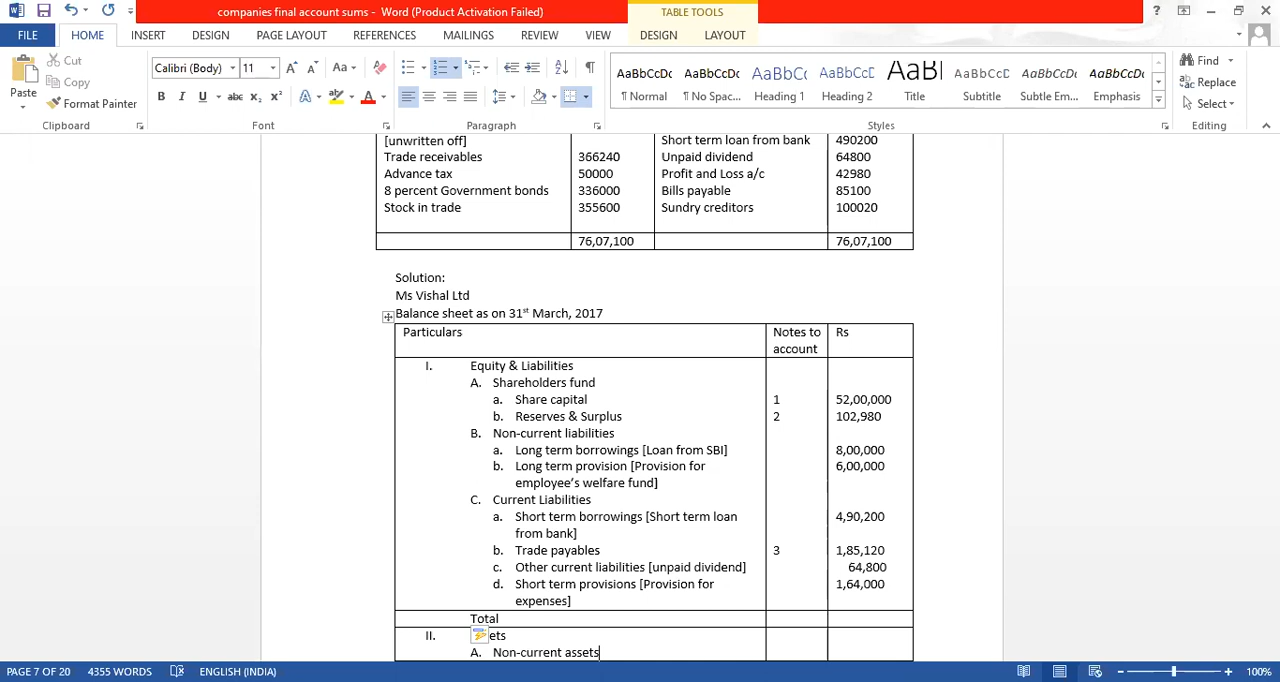 companies final account sums - Word (Product Activation Failed)
TABLE TOOLS
FILE HOME INSERT DESIGN PAGE LAYOUT REFERENCES MAILINGS REVIEW VIEW DESIGN LAYOUT
Paste
Cut
Copy
Format Painter
Clipboard
Calibri (Body) 11
Font
Paragraph
AaBbCcDc AaBbCcDc AaBbCc AaBbCcC AaBl AaBbCcD AaBbCcDc AaBbCcDc
¶ Normal ¶ No Spac... Heading 1 Heading 2 Title Subtitle Subtle Em... Emphasis
Styles
Find
Replace
Select
Editing
[unwritten off] Short term loan from bank 490200
Trade receivables 366240 Unpaid dividend 64800
Advance tax 50000 Profit and Loss a/c 42980
8 percent Government bonds 336000 Bills payable 85100
Stock in trade 355600 Sundry creditors 100020
76,07,100 76,07,100
Solution:
Ms Vishal Ltd
Balance sheet as on 31st March, 2017
Particulars Notes to account Rs
I. Equity & Liabilities
A. Shareholders fund
a. Share capital 1 52,00,000
b. Reserves & Surplus 2 102,980
B. Non-current liabilities
a. Long term borrowings [Loan from SBI] 8,00,000
b. Long term provision [Provision for 6,00,000
employee's welfare fund]
C. Current Liabilities
a. Short term borrowings [Short term loan 4,90,200
from bank]
b. Trade payables 3 1,85,120
c. Other current liabilities [unpaid dividend] 64,800
d. Short term provisions [Provision for 1,64,000
expenses]
Total
II. ets
A. Non-current assets
PAGE 7 OF 20 4355 WORDS ENGLISH (INDIA) 100%